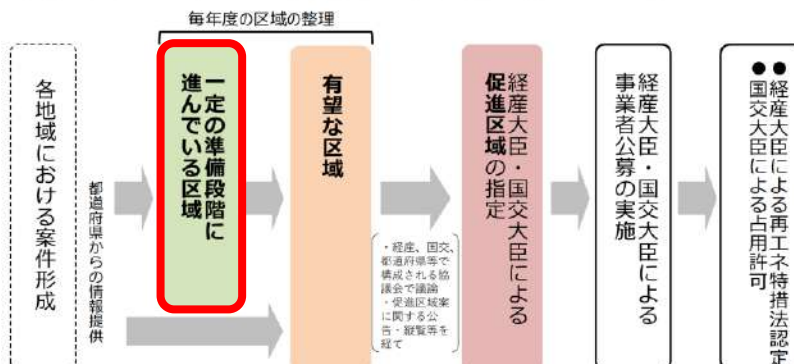 毎年度の区域の整理
各地域における案件形成
都道府県からの情報提供
一定の準備段階に
進んでいる区域
有望な区域
・経産、国交、
都道府県等で
構成される協
議会で議論
・促進区域案
に関する公
告・縦覧等を
経て
経産大臣・国交大臣による
促進区域の指定
経産大臣・国交大臣による
事業者公募の実施
●経産大臣による再エネ特措法認定
●国交大臣による占用許可